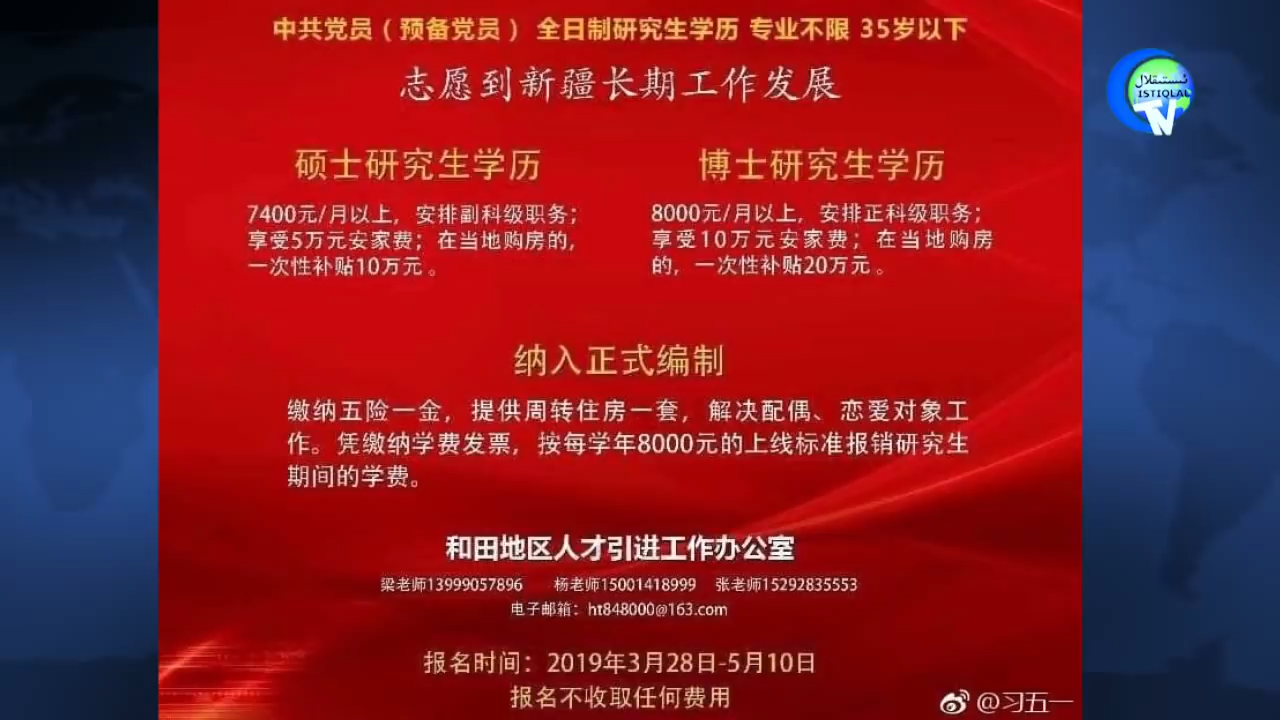 中共党员（预备党员） 全日制研究生学历 专业不限 35岁以下
志愿到新疆长期工作发展
硕士研究生学历
7400元/月以上，安排副科级职务；
享受5万元安家费；在当地购房的，
一次性补贴10万元。
博士研究生学历
8000元/月以上，安排正科级职务；
享受10万元安家费；在当地购房
的，一次性补贴20万元。
纳入正式编制
缴纳五险一金，提供周转住房一套，解决配偶、恋爱对象工
作。凭缴纳学费发票，按每学年8000元的上线标准报销研究生
期间的学费。
和田地区人才引进工作办公室
梁老师13999057896 杨老师15001418999 张老师15292835553
电子邮箱：ht848000@163.com
报名时间：2019年3月28日-5月10日
报名不收取任何费用
@习五一
ئىستىقلال
ISTIQLAL
TV